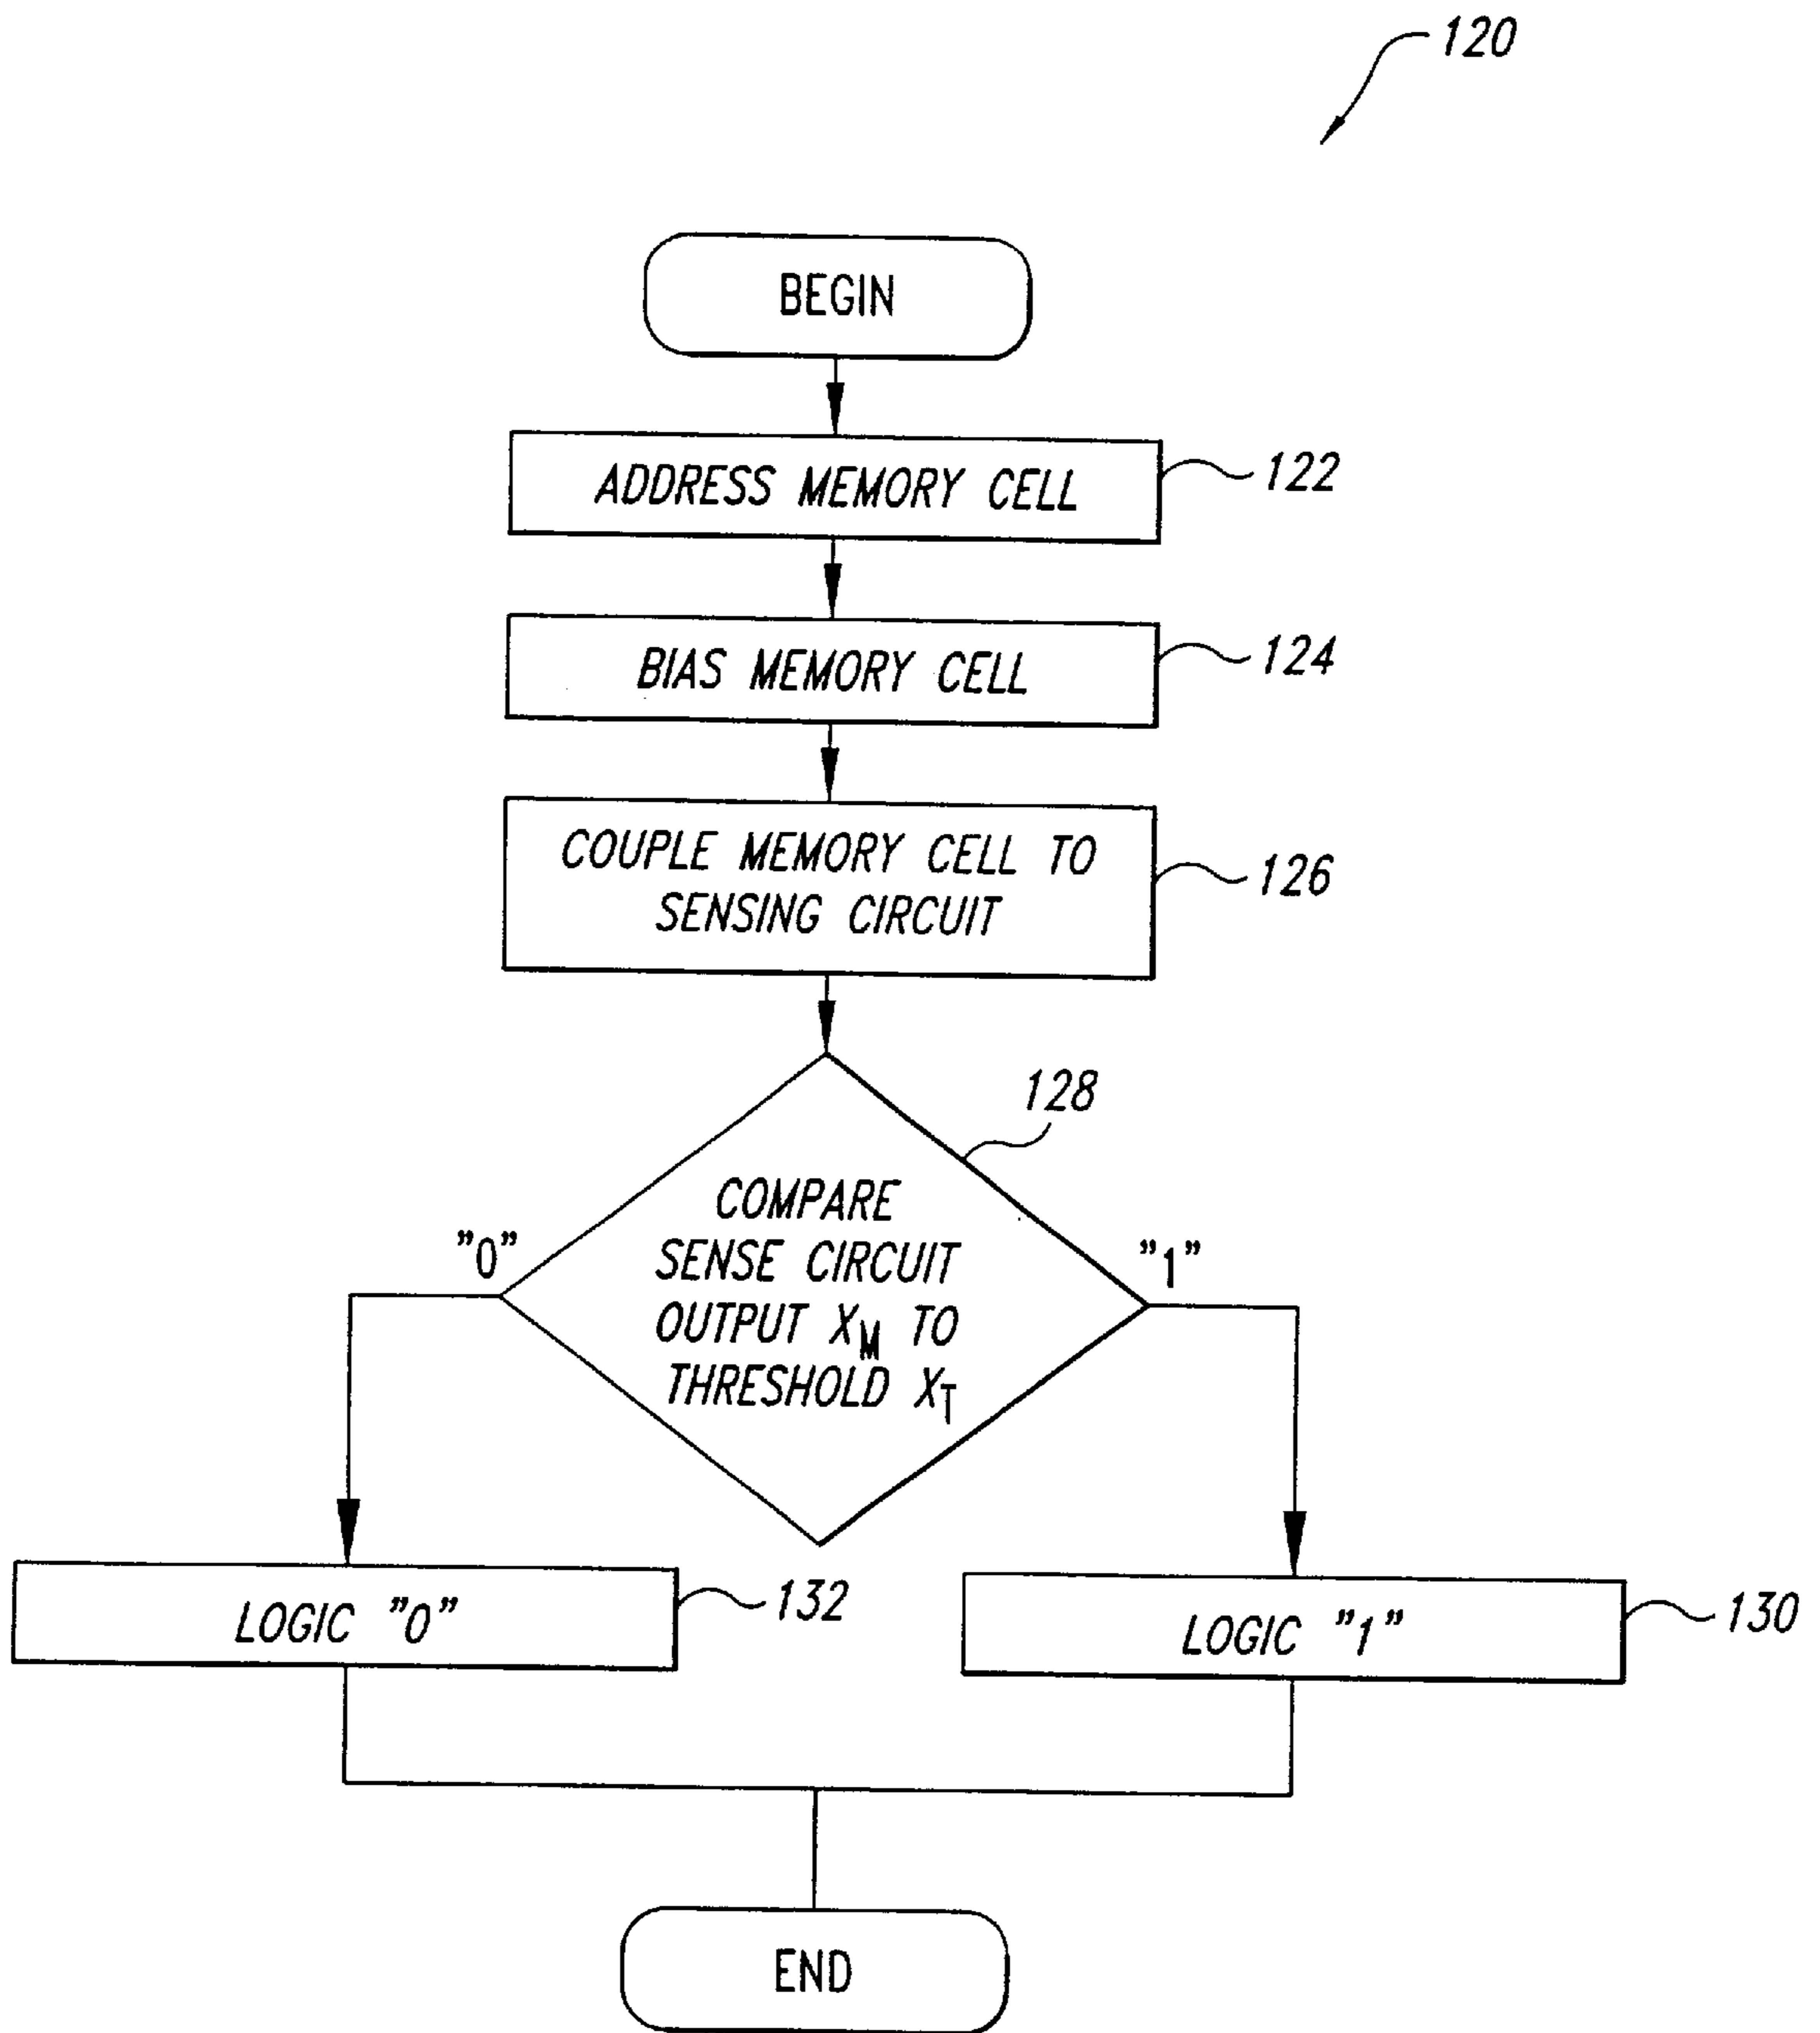 120
BEGIN
ADDRESS MEMORY CELL
122
BIAS MEMORY CELL
124
COUPLE MEMORY CELL TO
SENSING CIRCUIT
126
128
COMPARE
SENSE CIRCUIT
OUTPUT XM TO
THRESHOLD XT
"0"
"1"
LOGIC "0"
132
LOGIC "1"
130
END